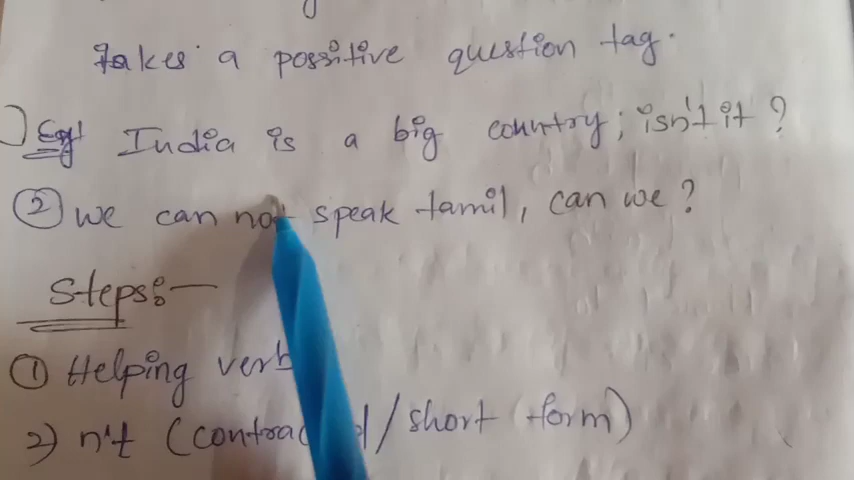 takes a possitive question tag.
1) Eg! India is a big country; isn't it?
② we can not speak tamil, can we?
Steps:—
① Helping verb
2) n't ( / short form)